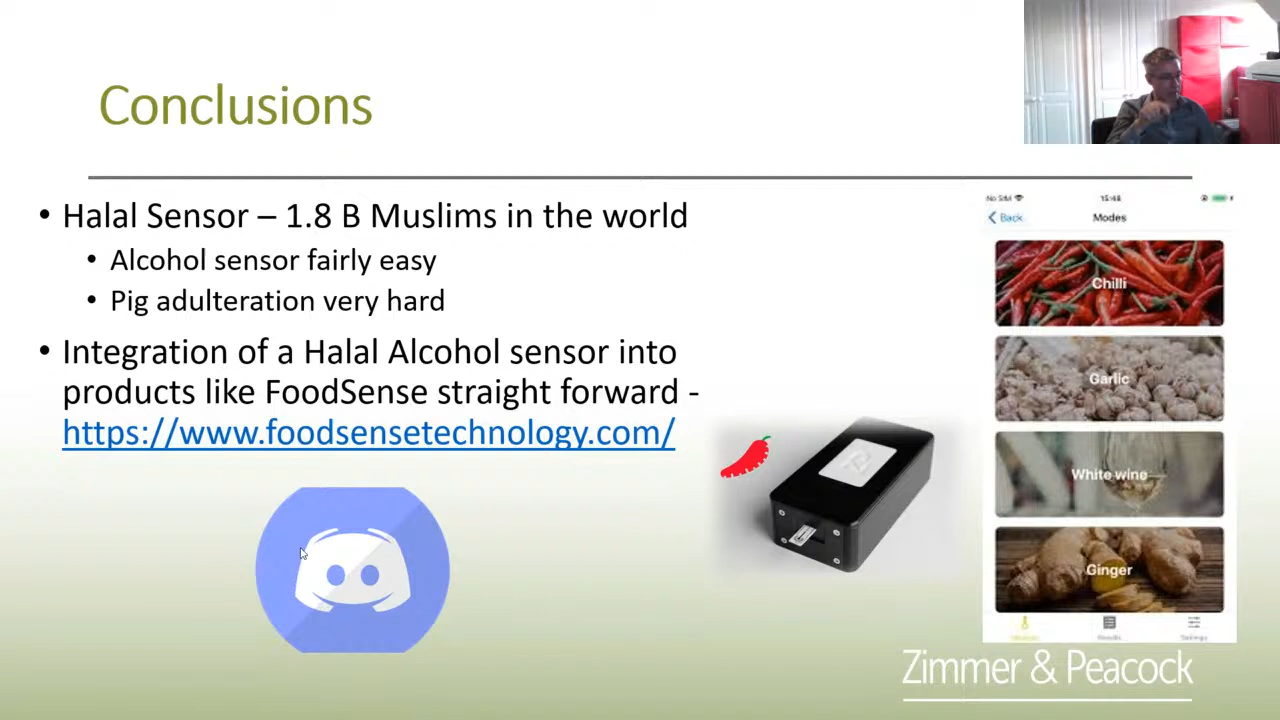 Conclusions
• Halal Sensor – 1.8 B Muslims in the world
• Alcohol sensor fairly easy
• Pig adulteration very hard
• Integration of a Halal Alcohol sensor into
products like FoodSense straight forward -
https://www.foodsensetechnology.com/
No SIM 15:48
Back Modes
Chilli
Garlic
White wine
Ginger
Results Settings
Zimmer & Peacock